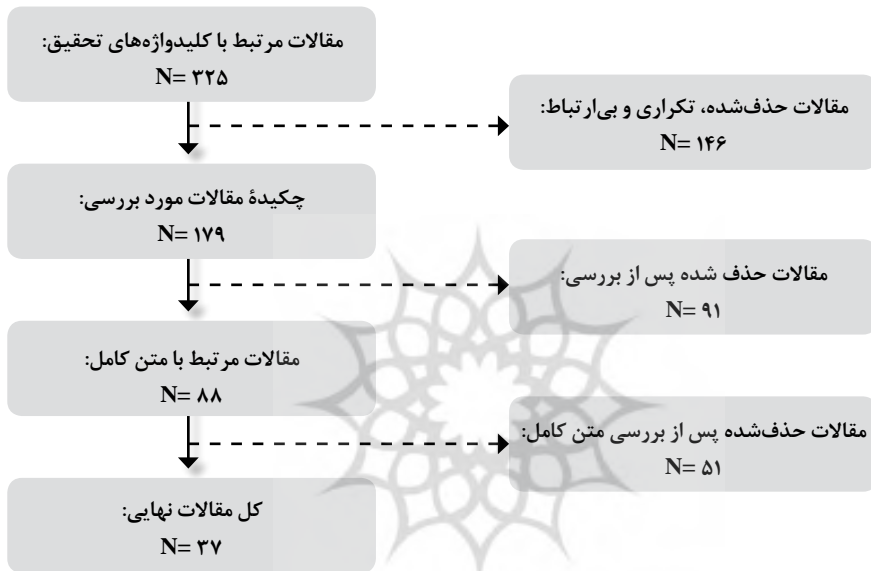 مقالات مرتبط با کلیدواژه‌های تحقیق:
N= ۳۲۵
مقالات حذف‌شده، تکراری و بی‌ارتباط:
N= ۱۴۶
چکیدۀ مقالات مورد بررسی:
N= ۱۷۹
مقالات حذف شده پس از بررسی:
N= ۹۱
مقالات مرتبط با متن کامل:
N= ۸۸
مقالات حذف‌شده پس از بررسی متن کامل:
N= ۵۱
کل مقالات نهایی:
N= ۳۷